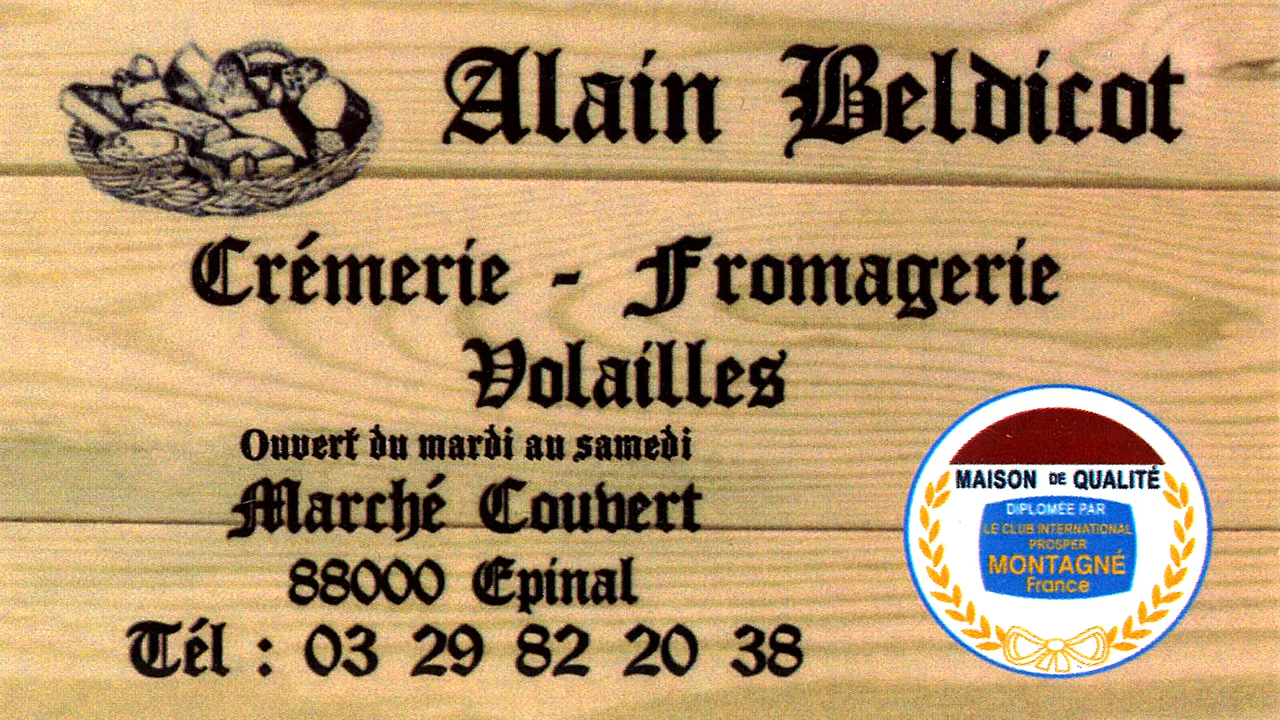 Alain Beldicot
Crémerie - Fromagerie
Volailles
Ouvert du mardi au samedi
Marché Couvert
88000 Epinal
Tél : 03 29 82 20 38
MAISON DE QUALITÉ
DIPLOMÉE PAR
LE CLUB INTERNATIONAL
PROSPER
MONTAGNÉ
France